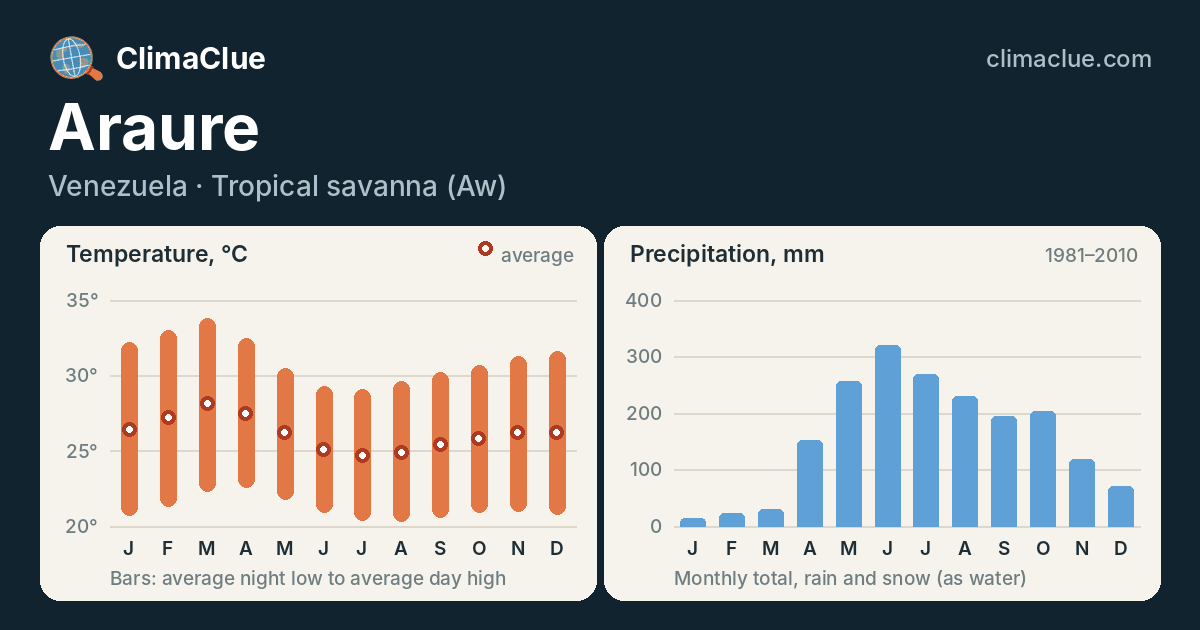 ClimaClue
climaclue.com
Araure
Venezuela · Tropical savanna (Aw)
Temperature, °C
average
35°
30°
25°
20°
J F M A M J J A S O N D
Bars: average night low to average day high
Precipitation, mm
1981–2010
400
300
200
100
0
J F M A M J J A S O N D
Monthly total, rain and snow (as water)